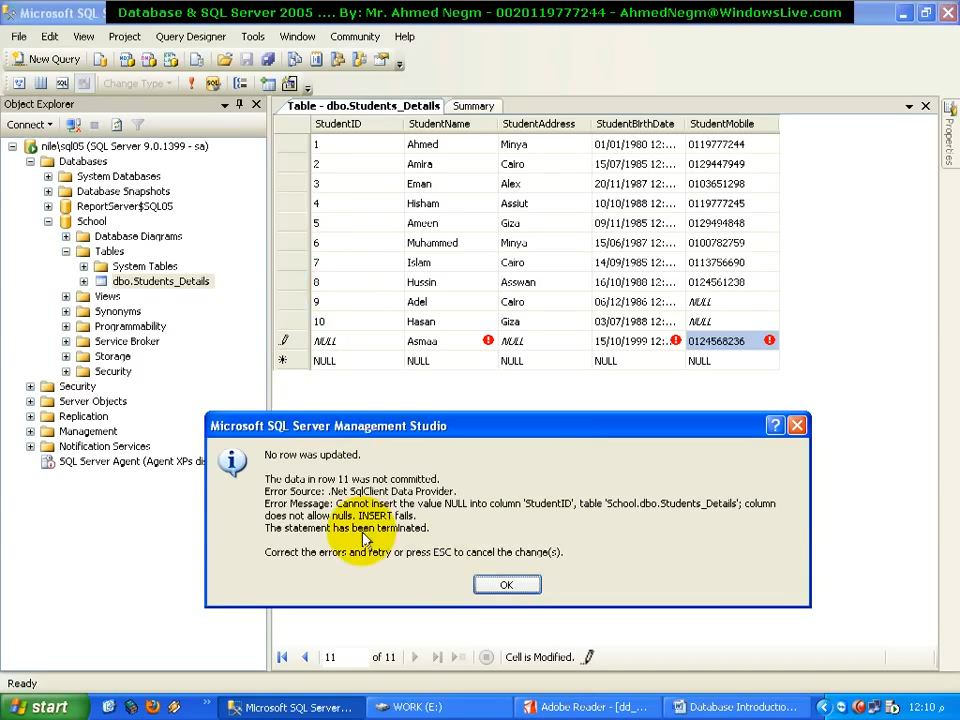 Microsoft SQL S
Database & SQL Server 2005 .... By: Mr. Ahmed Negm - 0020119777244 - AhmedNegm@WindowsLive.com
File Edit View Project Query Designer Tools Window Community Help
New Query
Change Type
Object Explorer
Connect
nile\sql05 (SQL Server 9.0.1399 - sa)
Databases
System Databases
Database Snapshots
ReportServer$SQL05
School
Database Diagrams
Tables
System Tables
dbo.Students_Details
Views
Synonyms
Programmability
Service Broker
Storage
Security
Security
Server Objects
Replication
Management
Notification Services
SQL Server Agent (Agent XPs dis
Table - dbo.Students_Details Summary
StudentID StudentName StudentAddress StudentBirthDate StudentMobile
1 Ahmed Minya 01/01/1980 12:... 0119777244
2 Amira Cairo 15/07/1985 12:... 0129447949
3 Eman Alex 20/11/1987 12:... 0103651298
4 Hisham Assiut 10/10/1988 12:... 0119777245
5 Ameen Giza 09/11/1985 12:... 0129494848
6 Muhammed Minya 15/06/1987 12:... 0100782759
7 Islam Cairo 14/09/1985 12:... 0113756690
8 Hussin Asswan 16/10/1988 12:... 0124561238
9 Adel Cairo 06/12/1986 12:... NULL
10 Hasan Giza 03/07/1988 12:... NULL
NULL Asmaa NULL 15/10/1999 12:... 0124568236
NULL NULL NULL NULL NULL
Properties
Microsoft SQL Server Management Studio
No row was updated.
The data in row 11 was not committed.
Error Source: .Net SqlClient Data Provider.
Error Message: Cannot insert the value NULL into column 'StudentID', table 'School.dbo.Students_Details'; column
does not allow nulls. INSERT fails.
The statement has been terminated.
Correct the errors and retry or press ESC to cancel the change(s).
OK
11 of 11 Cell is Modified.
Ready
start Microsoft SQL Server... WORK (E:) Adobe Reader - [dd_... Database Introductio... 12:10 م